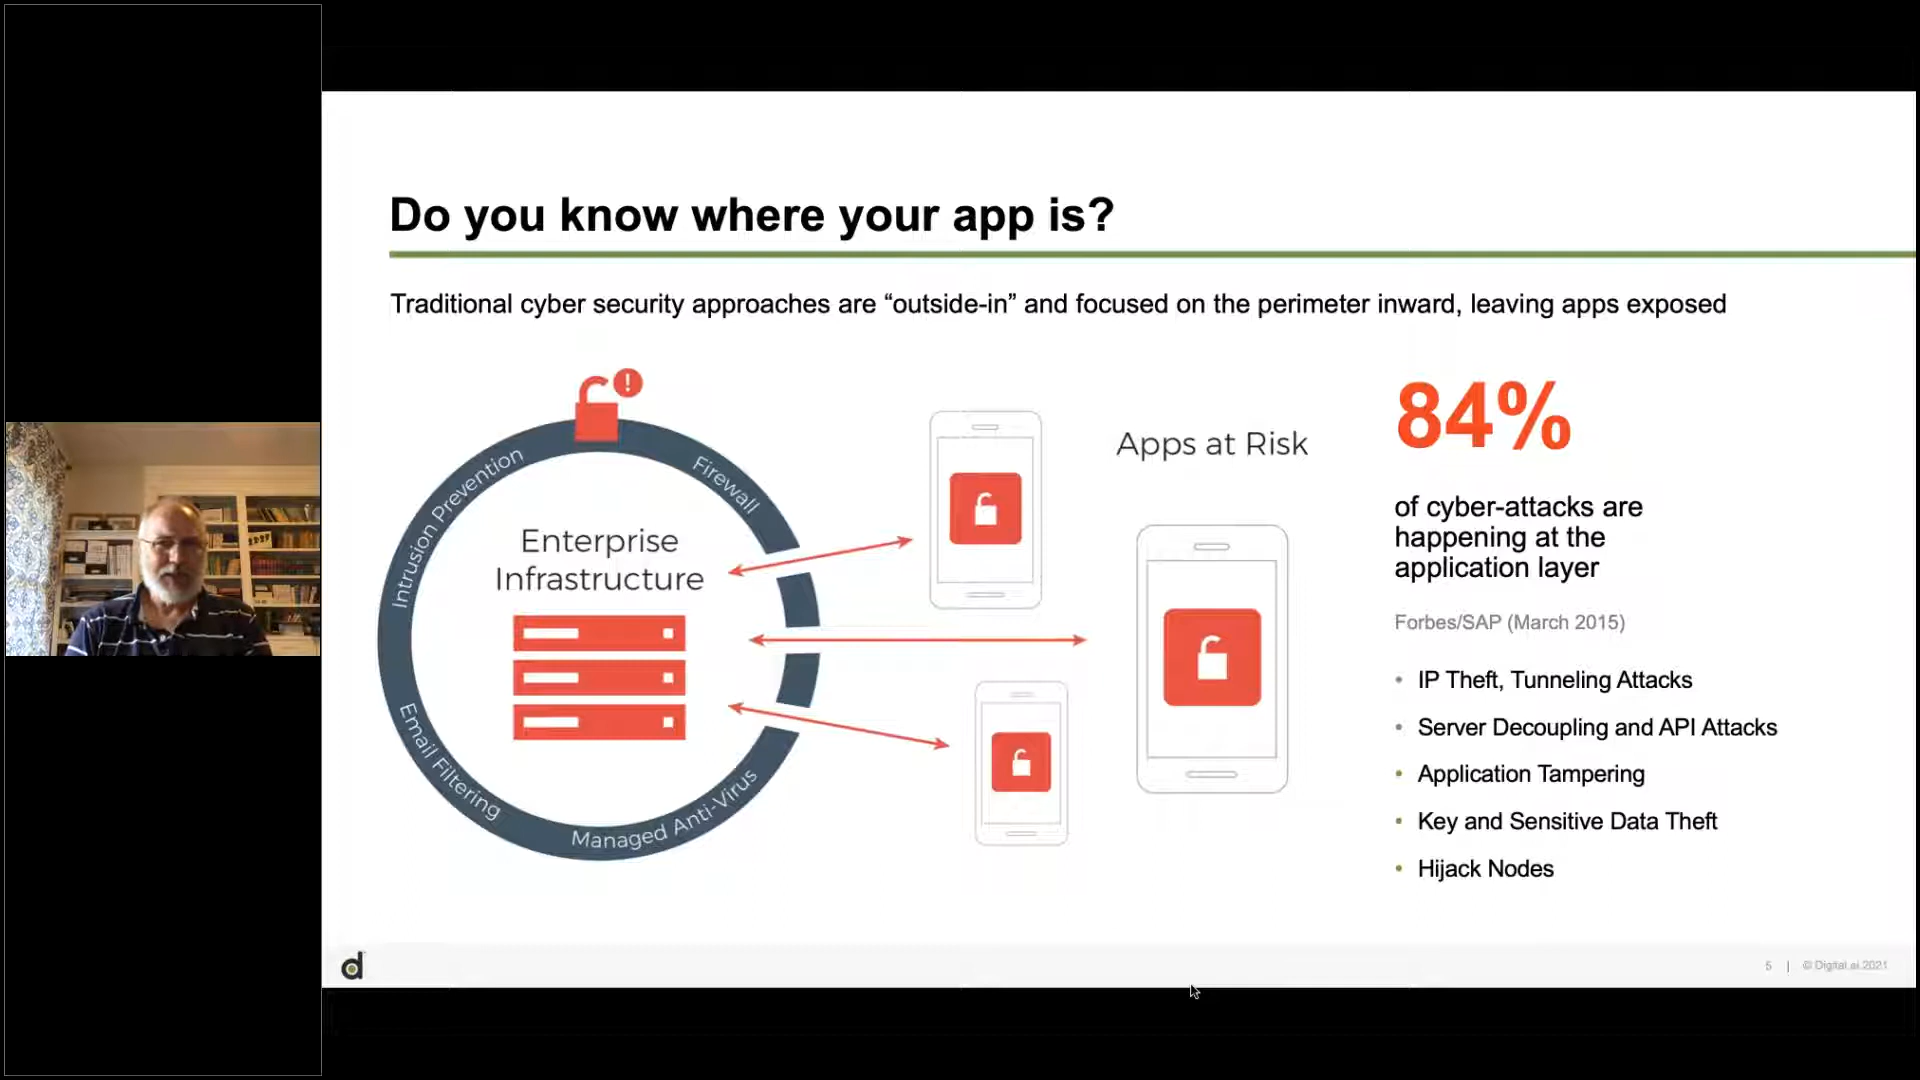 Do you know where your app is?
Traditional cyber security approaches are “outside-in” and focused on the perimeter inward, leaving apps exposed
!
Intrusion Prevention
Firewall
Enterprise
Infrastructure
Email Filtering
Managed Anti-Virus
Apps at Risk
84%
of cyber-attacks are
happening at the
application layer
Forbes/SAP (March 2015)
• IP Theft, Tunneling Attacks
• Server Decoupling and API Attacks
• Application Tampering
• Key and Sensitive Data Theft
• Hijack Nodes
d
5 | © Digital.ai 2021